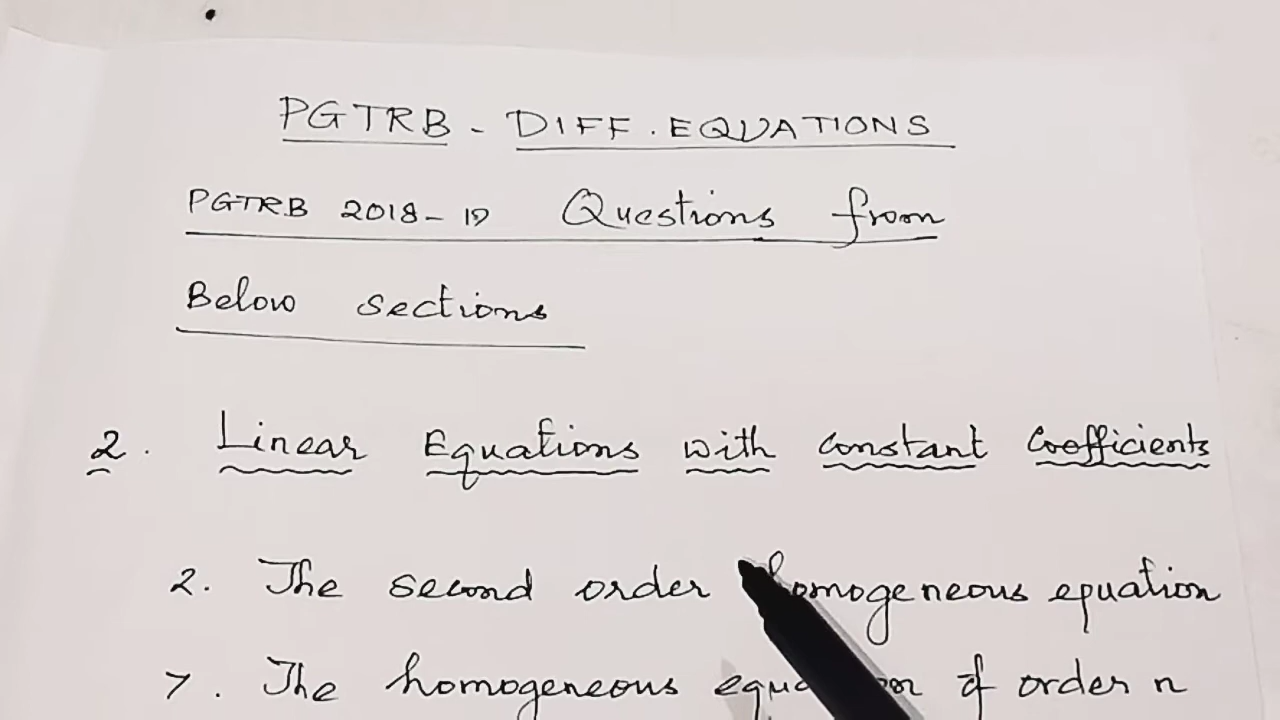 PGTRB - DIFF. EQUATIONS
PGTRB 2018-19 Questions from
Below sections
2. Linear Equations with constant Coefficients
2. The second order homogeneous equation
7. The homogeneous of order n